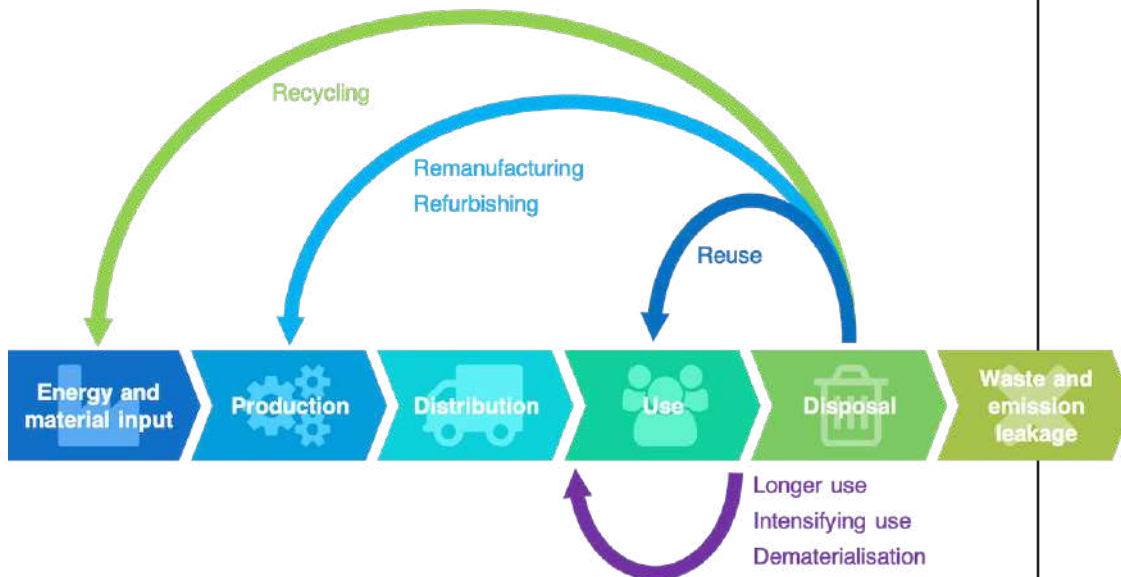 Recycling
Remanufacturing
Refurbishing
Reuse
Energy and
material input
Production
Distribution
Use
Disposal
Waste and
emission
leakage
Longer use
Intensifying use
Dematerialisation